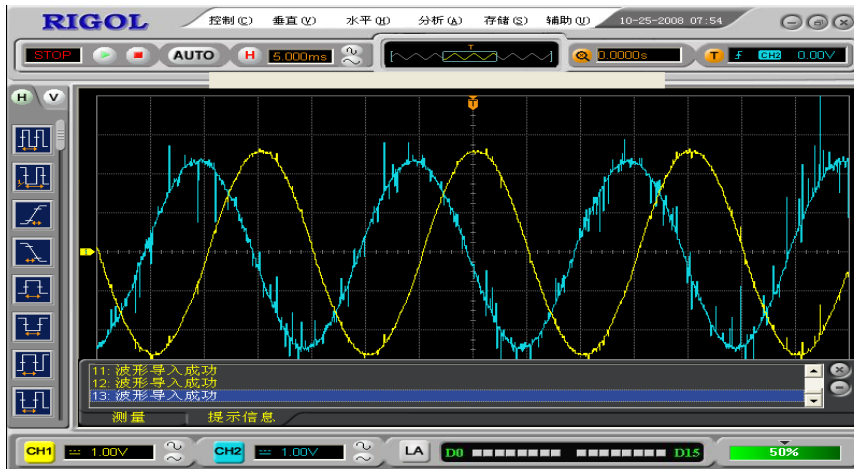 RIGOL 控制(C) 垂直(V) 水平(H) 分析(A) 存储(S) 辅助(U) 10-25-2008 07:54
STOP AUTO H 5.000ms T 0.0000s T CH2 0.00V
H V
T
1
11: 波形导入成功
12: 波形导入成功
13: 波形导入成功
测量 提示信息
CH1 1.00V CH2 1.00V LA D0 D15 50%